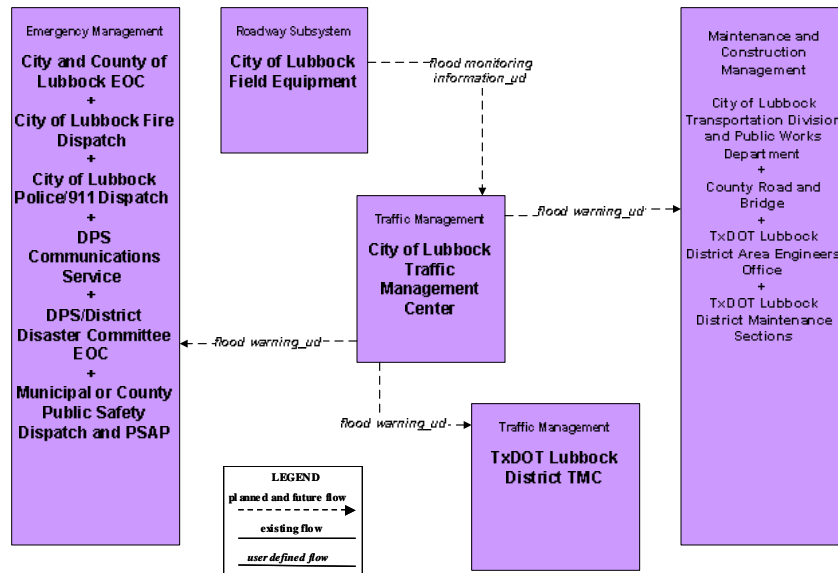 Emergency Management
City and County of
Lubbock EOC
+
City of Lubbock Fire
Dispatch
+
City of Lubbock
Police/911 Dispatch
+
DPS
Communications
Service
+
DPS/District
Disaster Committee
EOC
+
Municipal or County
Public Safety
Dispatch and PSAP
Roadway Subsystem
City of Lubbock
Field Equipment
flood monitoring
information_ud
Traffic Management
City of Lubbock
Traffic
Management
Center
flood warning_ud
flood warning_ud
flood warning_ud
Traffic Management
TxDOT Lubbock
District TMC
Maintenance and
Construction
Management
City of Lubbock
Transportation Division
and Public Works
Department
+
County Road and
Bridge
+
TxDOT Lubbock
District Area Engineers
Office
+
TxDOT Lubbock
District Maintenance
Sections
LEGEND
planned and future flow
existing flow
user defined flow